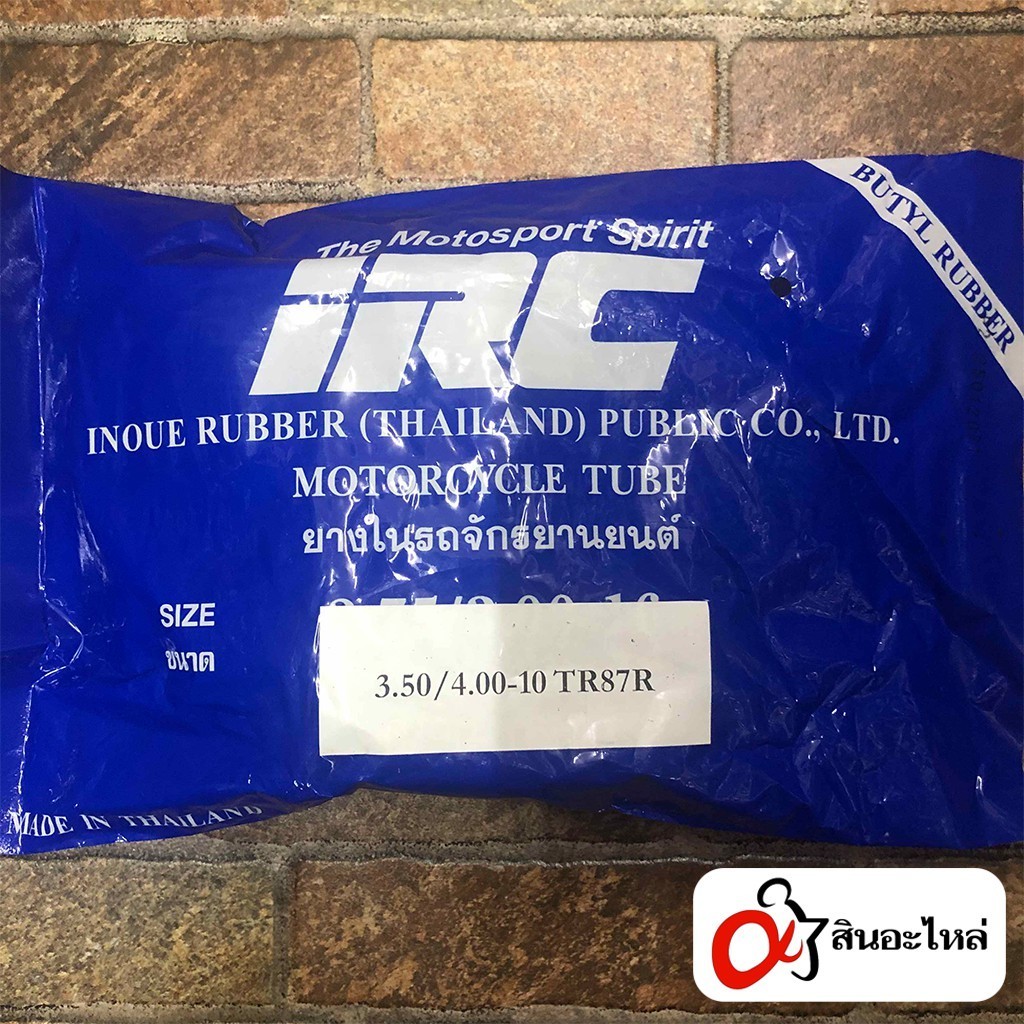 BUTYL RUBBER
The Motosport Spirit
iRC
INOUE RUBBER (THAILAND) PUBLIC CO., LTD.
MOTORCYCLE TUBE
ยางในรถจักรยานยนต์
SIZE
ขนาด
3.50/4.00-10 TR87R
MADE IN THAILAND
สินอะไหล่